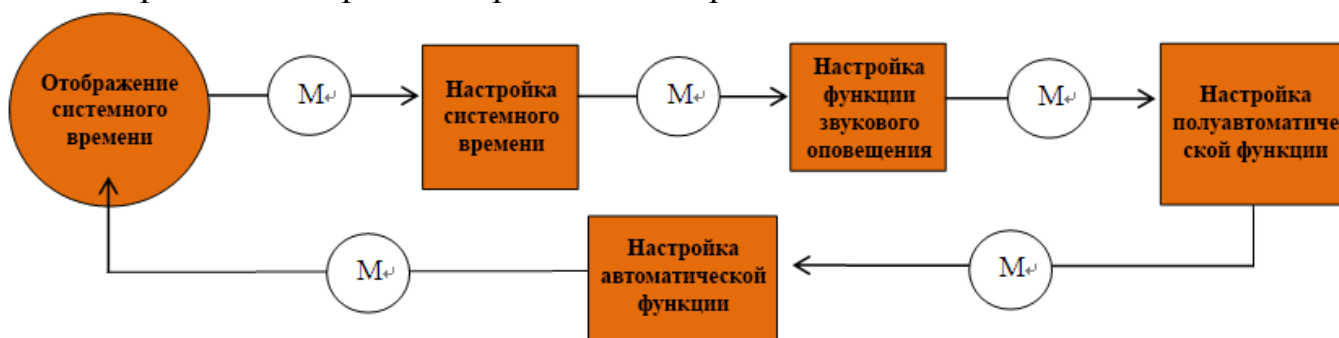 Отображение
системного
времени
М↵
Настройка
системного
времени
М↵
Настройка
функции
звукового
оповещения
М↵
Настройка
полуавтоматиче
ской функции
М↵
Настройка
автоматической
функции
М↵